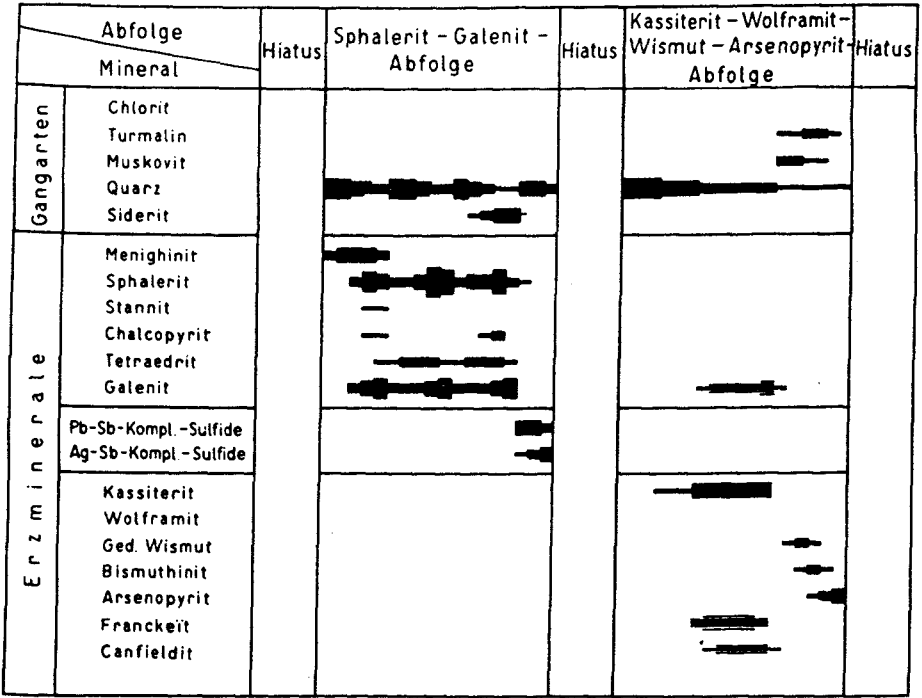 Abfolge
Mineral
Hiatus
Sphalerit – Galenit –
Abfolge
Hiatus
Kassiterit – Wolframit –
Wismut – Arsenopyrit-
Abfolge
Hiatus
Gangarten
Chlorit
Turmalin
Muskovit
Quarz
Siderit
Erzminerale
Menighinit
Sphalerit
Stannit
Chalcopyrit
Tetraedrit
Galenit
Pb-Sb-Kompl.-Sulfide
Ag-Sb-Kompl.-Sulfide
Kassiterit
Wolframit
Ged. Wismut
Bismuthinit
Arsenopyrit
Franckeït
Canfieldit